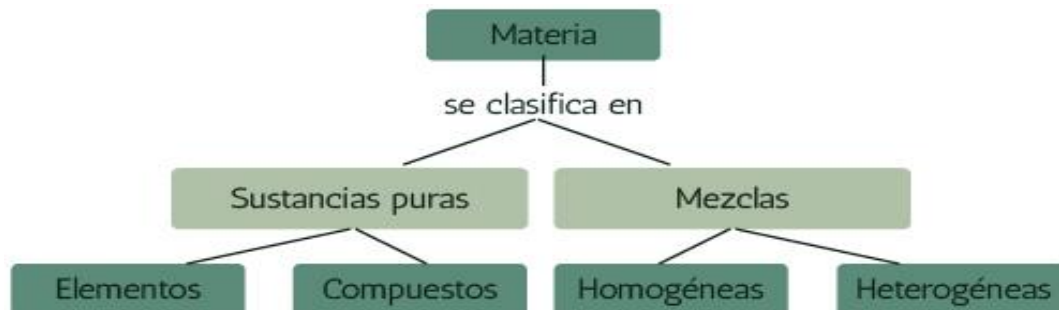 Materia
se clasifica en
Sustancias puras Mezclas
Elementos Compuestos Homogéneas Heterogéneas